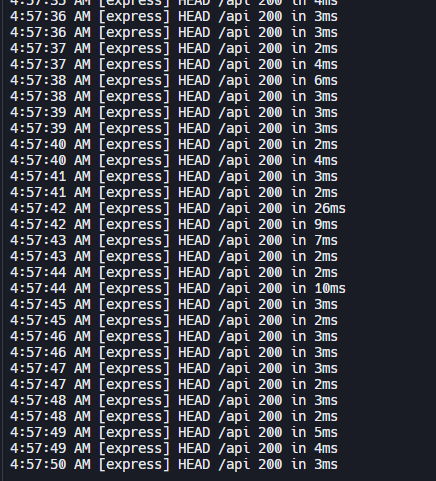 4:57:35 AM [express] HEAD /api 200 in 4ms
4:57:36 AM [express] HEAD /api 200 in 3ms
4:57:36 AM [express] HEAD /api 200 in 3ms
4:57:37 AM [express] HEAD /api 200 in 2ms
4:57:37 AM [express] HEAD /api 200 in 4ms
4:57:38 AM [express] HEAD /api 200 in 6ms
4:57:38 AM [express] HEAD /api 200 in 3ms
4:57:39 AM [express] HEAD /api 200 in 3ms
4:57:39 AM [express] HEAD /api 200 in 3ms
4:57:40 AM [express] HEAD /api 200 in 2ms
4:57:40 AM [express] HEAD /api 200 in 4ms
4:57:41 AM [express] HEAD /api 200 in 3ms
4:57:41 AM [express] HEAD /api 200 in 2ms
4:57:42 AM [express] HEAD /api 200 in 26ms
4:57:42 AM [express] HEAD /api 200 in 9ms
4:57:43 AM [express] HEAD /api 200 in 7ms
4:57:43 AM [express] HEAD /api 200 in 2ms
4:57:44 AM [express] HEAD /api 200 in 2ms
4:57:44 AM [express] HEAD /api 200 in 10ms
4:57:45 AM [express] HEAD /api 200 in 3ms
4:57:45 AM [express] HEAD /api 200 in 2ms
4:57:46 AM [express] HEAD /api 200 in 3ms
4:57:46 AM [express] HEAD /api 200 in 3ms
4:57:47 AM [express] HEAD /api 200 in 3ms
4:57:47 AM [express] HEAD /api 200 in 2ms
4:57:48 AM [express] HEAD /api 200 in 3ms
4:57:48 AM [express] HEAD /api 200 in 2ms
4:57:49 AM [express] HEAD /api 200 in 5ms
4:57:49 AM [express] HEAD /api 200 in 4ms
4:57:50 AM [express] HEAD /api 200 in 3ms